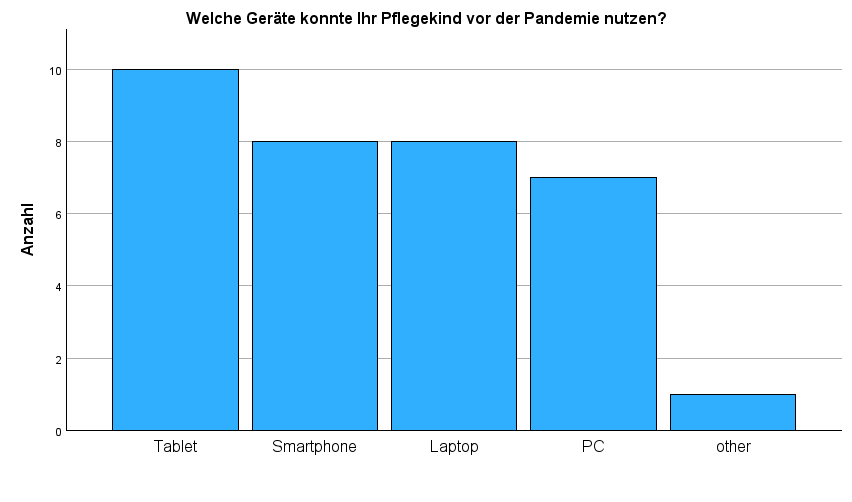 Welche Geräte konnte Ihr Pflegekind vor der Pandemie nutzen?
Anzahl
10
8
6
4
2
0
Tablet Smartphone Laptop PC other